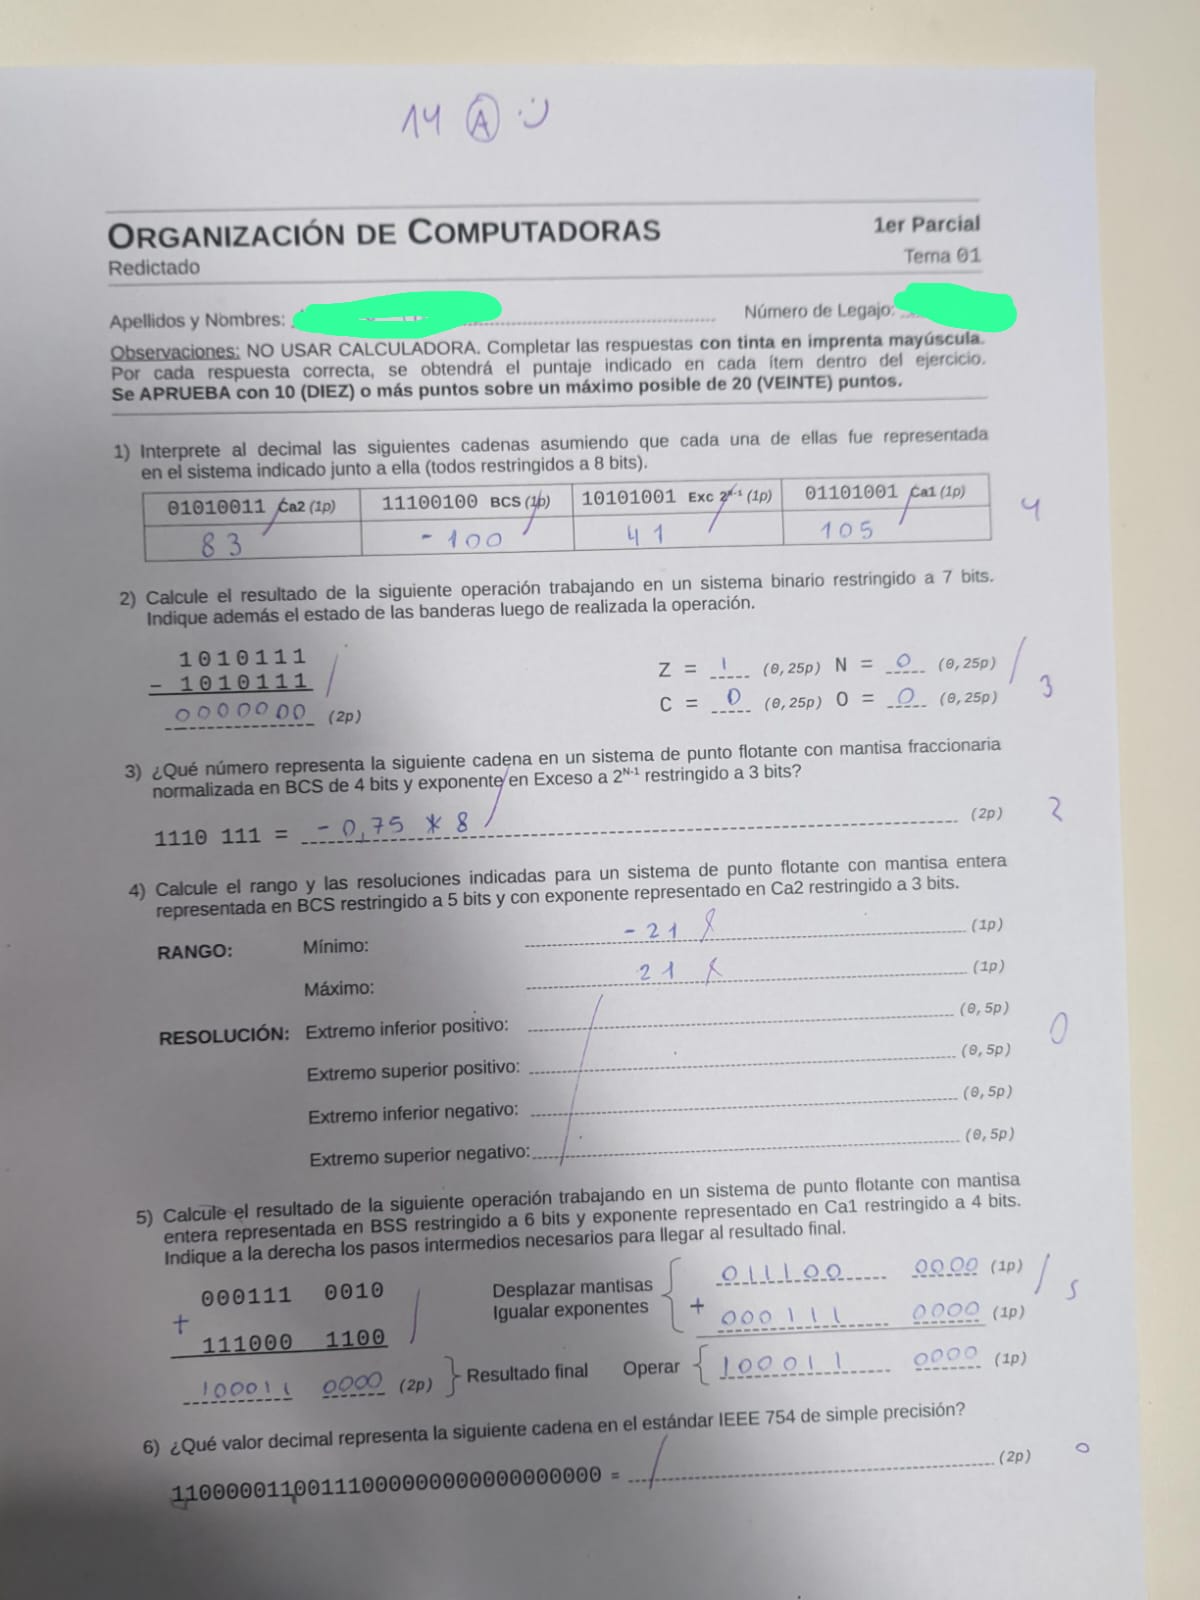 14 A :)
ORGANIZACIÓN DE COMPUTADORAS
1er Parcial
Redictado
Tema 01
Apellidos y Nombres:
Número de Legajo:
Observaciones: NO USAR CALCULADORA. Completar las respuestas con tinta en imprenta mayúscula.
Por cada respuesta correcta, se obtendrá el puntaje indicado en cada ítem dentro del ejercicio.
Se APRUEBA con 10 (DIEZ) o más puntos sobre un máximo posible de 20 (VEINTE) puntos.
1) Interprete al decimal las siguientes cadenas asumiendo que cada una de ellas fue representada
en el sistema indicado junto a ella (todos restringidos a 8 bits).
01010011 Ca2 (1p) 11100100 BCS (1p) 10101001 Exc 2ᴺ⁻¹ (1p) 01101001 Ca1 (1p)
83 -100 41 105
4
2) Calcule el resultado de la siguiente operación trabajando en un sistema binario restringido a 7 bits.
Indique además el estado de las banderas luego de realizada la operación.
1010111
- 1010111
0000000 (2p)
Z = 1 (0,25p) N = 0 (0,25p)
C = 0 (0,25p) O = 0 (0,25p)
3
3) ¿Qué número representa la siguiente cadena en un sistema de punto flotante con mantisa fraccionaria
normalizada en BCS de 4 bits y exponente en Exceso a 2ᴺ⁻¹ restringido a 3 bits?
1110 111 = - 0,75 * 8 (2p)
2
4) Calcule el rango y las resoluciones indicadas para un sistema de punto flotante con mantisa entera
representada en BCS restringido a 5 bits y con exponente representado en Ca2 restringido a 3 bits.
RANGO: Mínimo: -21 (1p)
Máximo: 21 (1p)
RESOLUCIÓN: Extremo inferior positivo: (0,5p)
0
Extremo superior positivo: (0,5p)
Extremo inferior negativo: (0,5p)
Extremo superior negativo: (0,5p)
5) Calcule el resultado de la siguiente operación trabajando en un sistema de punto flotante con mantisa
entera representada en BSS restringido a 6 bits y exponente representado en Ca1 restringido a 4 bits.
Indique a la derecha los pasos intermedios necesarios para llegar al resultado final.
000111 0010
+
111000 1100
100011 0000 (2p) } Resultado final
Desplazar mantisas
Igualar exponentes
011100 0000 (1p)
+ 000111 0000 (1p)
Operar { 100011 0000 (1p)
5
6) ¿Qué valor decimal representa la siguiente cadena en el estándar IEEE 754 de simple precisión?
(2p)
0